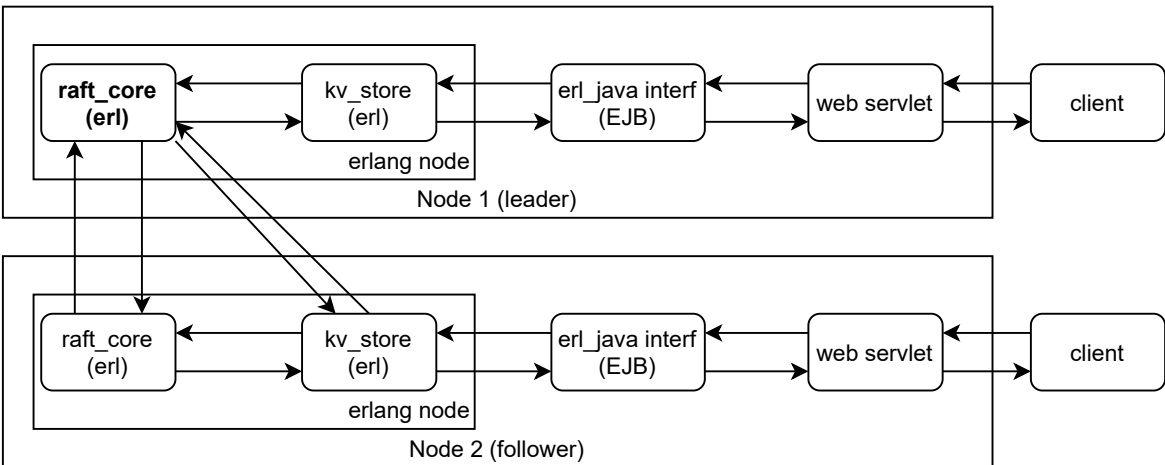 raft_core
(erl)
kv_store
(erl)
erl_java interf
(EJB)
web servlet
client
erlang node
Node 1 (leader)
raft_core
(erl)
kv_store
(erl)
erl_java interf
(EJB)
web servlet
client
erlang node
Node 2 (follower)